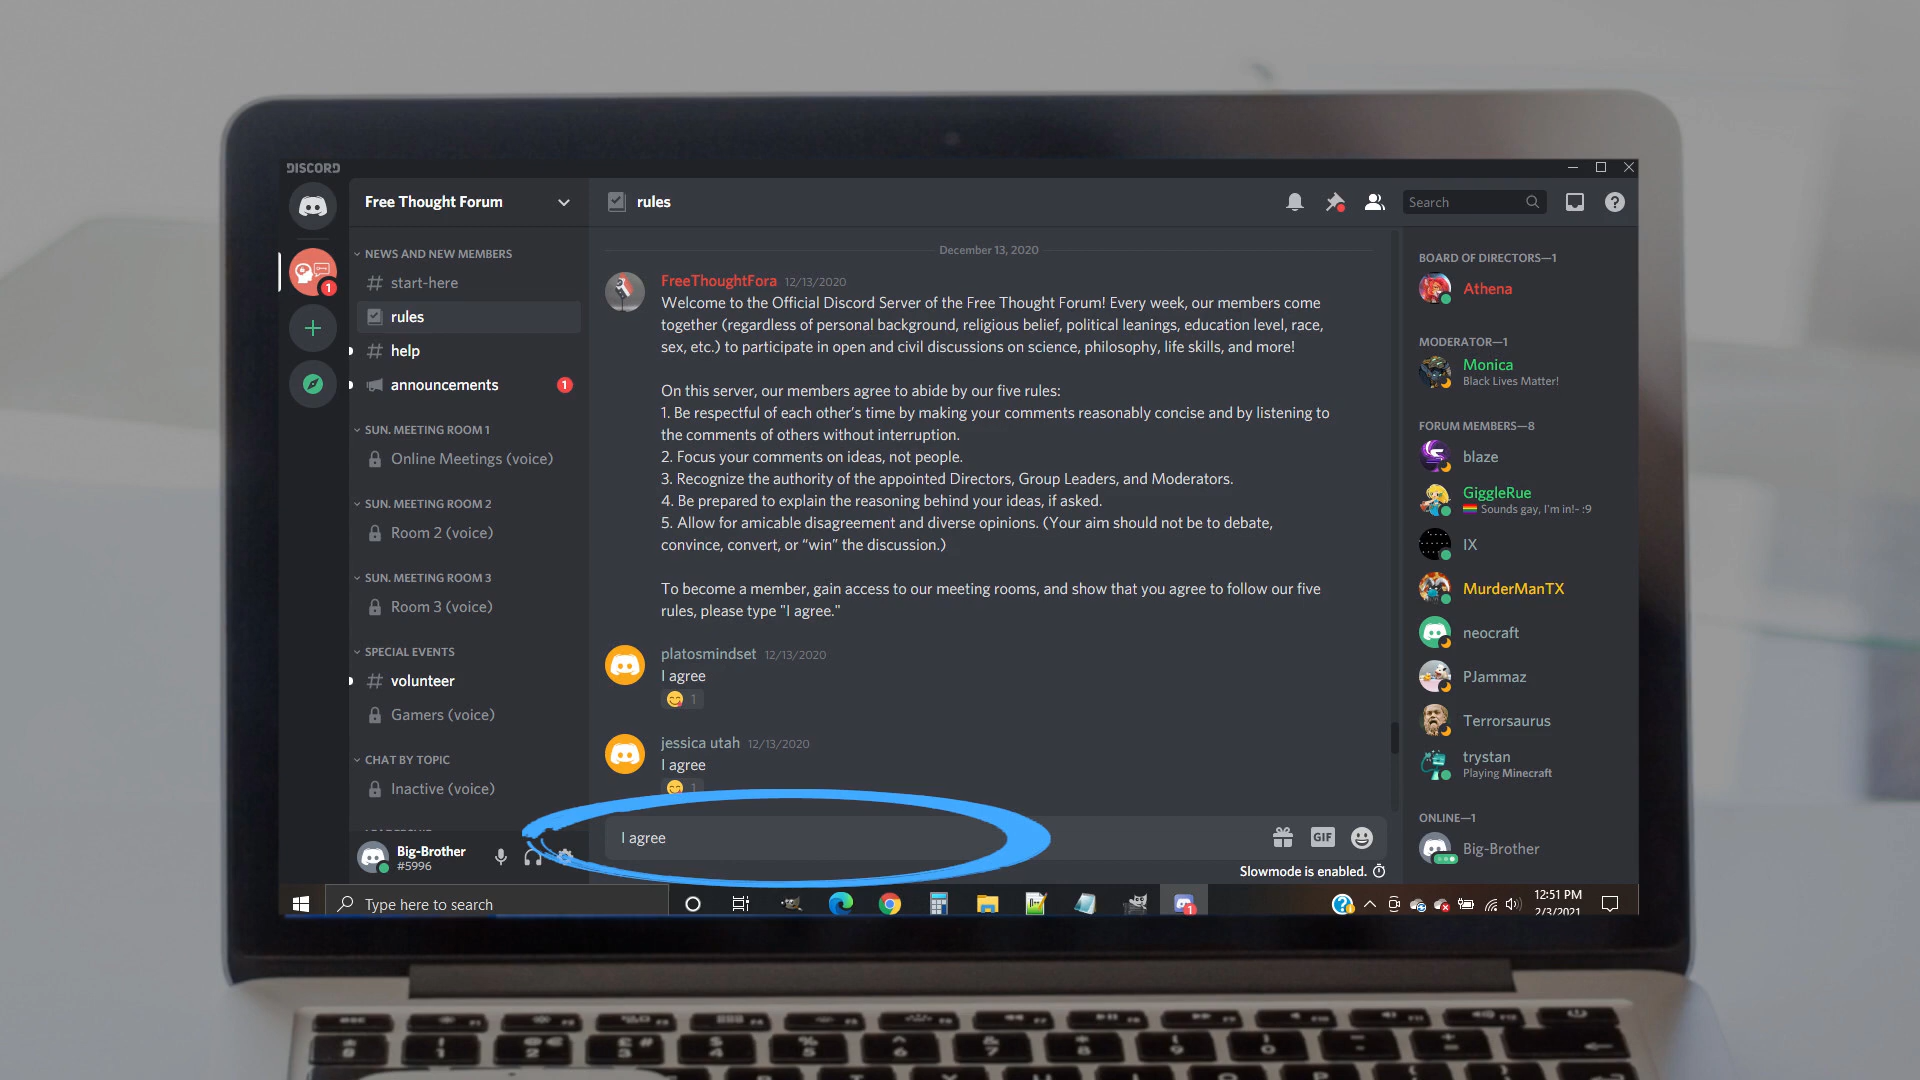 DISCORD
Free Thought Forum
rules
Search
NEWS AND NEW MEMBERS
# start-here
rules
# help
announcements
1
1
SUN. MEETING ROOM 1
Online Meetings (voice)
SUN. MEETING ROOM 2
Room 2 (voice)
SUN. MEETING ROOM 3
Room 3 (voice)
SPECIAL EVENTS
# volunteer
Gamers (voice)
CHAT BY TOPIC
Inactive (voice)
Big-Brother
#5996
December 13, 2020
FreeThoughtFora 12/13/2020
Welcome to the Official Discord Server of the Free Thought Forum! Every week, our members come
together (regardless of personal background, religious belief, political leanings, education level, race,
sex, etc.) to participate in open and civil discussions on science, philosophy, life skills, and more!
On this server, our members agree to abide by our five rules:
1. Be respectful of each other's time by making your comments reasonably concise and by listening to
the comments of others without interruption.
2. Focus your comments on ideas, not people.
3. Recognize the authority of the appointed Directors, Group Leaders, and Moderators.
4. Be prepared to explain the reasoning behind your ideas, if asked.
5. Allow for amicable disagreement and diverse opinions. (Your aim should not be to debate,
convince, convert, or “win” the discussion.)
To become a member, gain access to our meeting rooms, and show that you agree to follow our five
rules, please type "I agree."
platosmindset 12/13/2020
I agree
1
jessica utah 12/13/2020
I agree
1
I agree
GIF
Slowmode is enabled.
BOARD OF DIRECTORS—1
Athena
MODERATOR—1
Monica
Black Lives Matter!
FORUM MEMBERS—8
blaze
GiggleRue
Sounds gay, I'm in!- :9
IX
MurderManTX
neocraft
PJammaz
Terrorsaurus
trystan
Playing Minecraft
ONLINE—1
Big-Brother
Type here to search
1
12:51 PM
2/3/2021